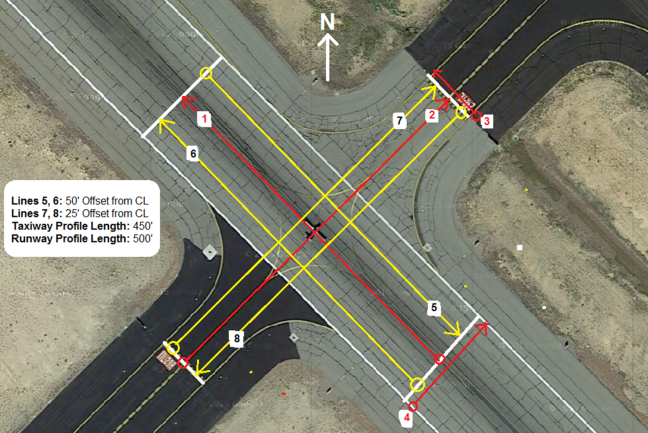 N
1
2
3
7
6
Lines 5, 6: 50' Offset from CL
Lines 7, 8: 25' Offset from CL
Taxiway Profile Length: 450'
Runway Profile Length: 500'
5
8
4